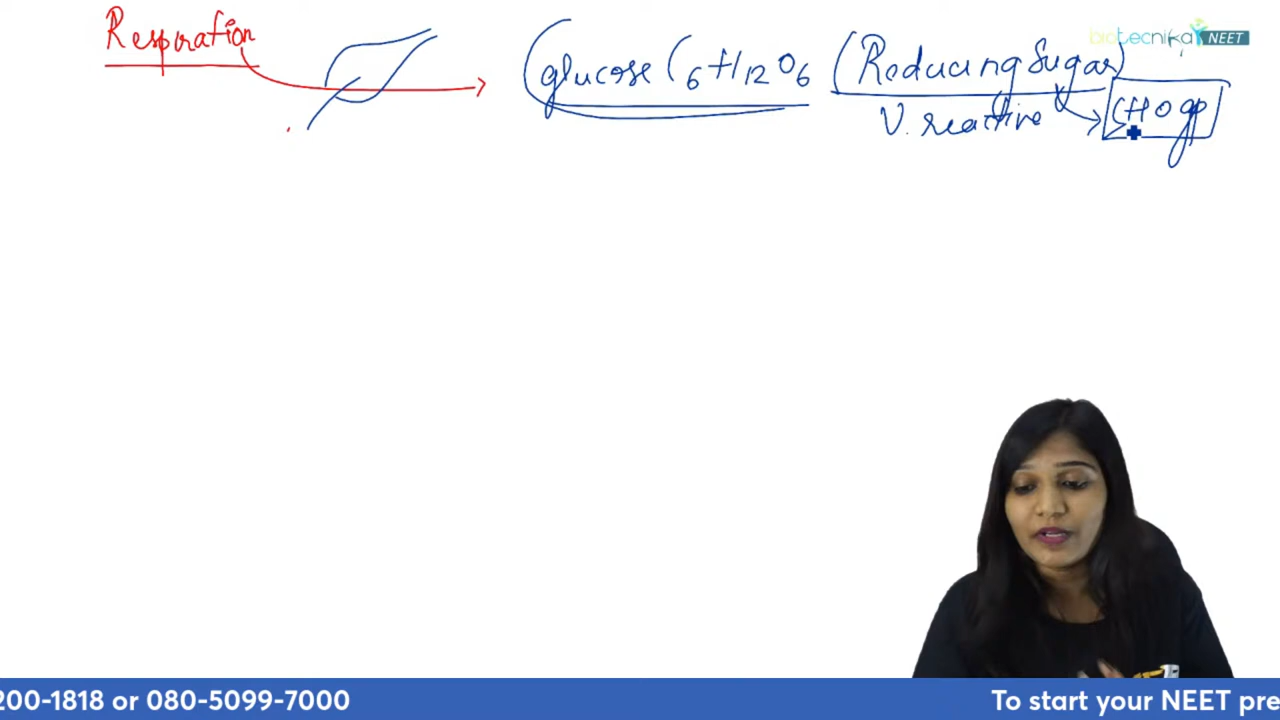 Respiration
glucose C6H12O6 (Reducing Sugar)
V. reactive
CHO gp
biotecnika NEET
200-1818 or 080-5099-7000
To start your NEET pre